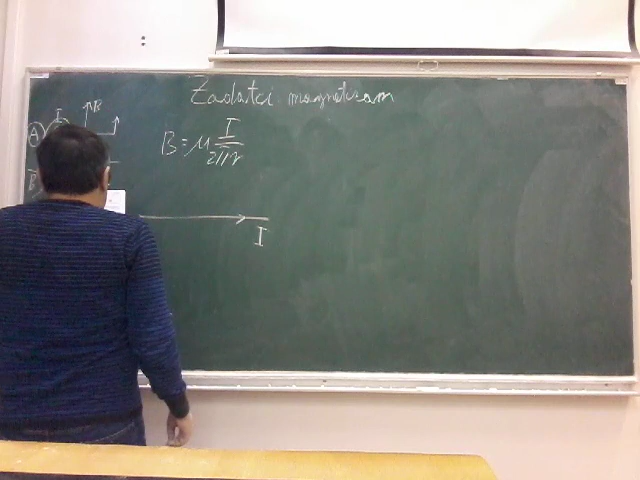 Zadatci magnetizam
I B
A
B = μ I / 2πr
B
I